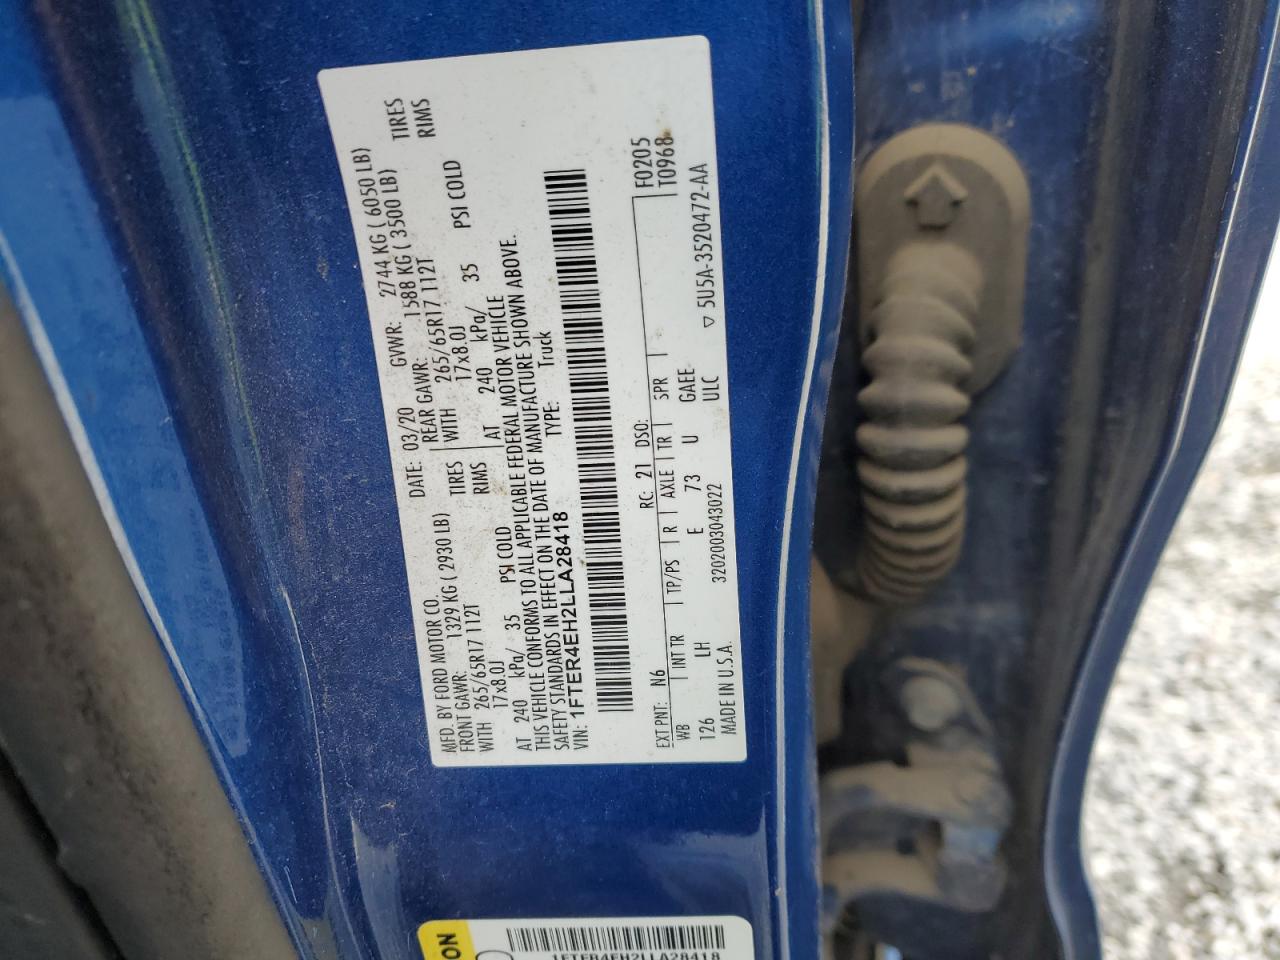 MFD. BY FORD MOTOR CO. DATE: 03/20 GVWR: 2744 KG ( 6050 LB)
FRONT GAWR: 1329 KG ( 2930 LB) REAR GAWR: 1588 KG ( 3500 LB)
WITH 265/65R17 112T TIRES WITH 265/65R17 112T TIRES
17x8.0J RIMS 17x8.0J RIMS
AT 240 kPa/ 35 PSI COLD AT 240 kPa/ 35 PSI COLD
THIS VEHICLE CONFORMS TO ALL APPLICABLE FEDERAL MOTOR VEHICLE
SAFETY STANDARDS IN EFFECT ON THE DATE OF MANUFACTURE SHOWN ABOVE.
VIN: 1FTER4EH2LLA28418 TYPE: Truck
EXT PNT: N6 RC: 21 DSO: F0205
WB INT TR TP/PS R AXLE TR SPR T0968
126 LH E 73 U GAEE
MADE IN U.S.A. 3202003043022 ULC ▽ 5U5A-3520472-AA
ON
1FTER4EH2LLA28418